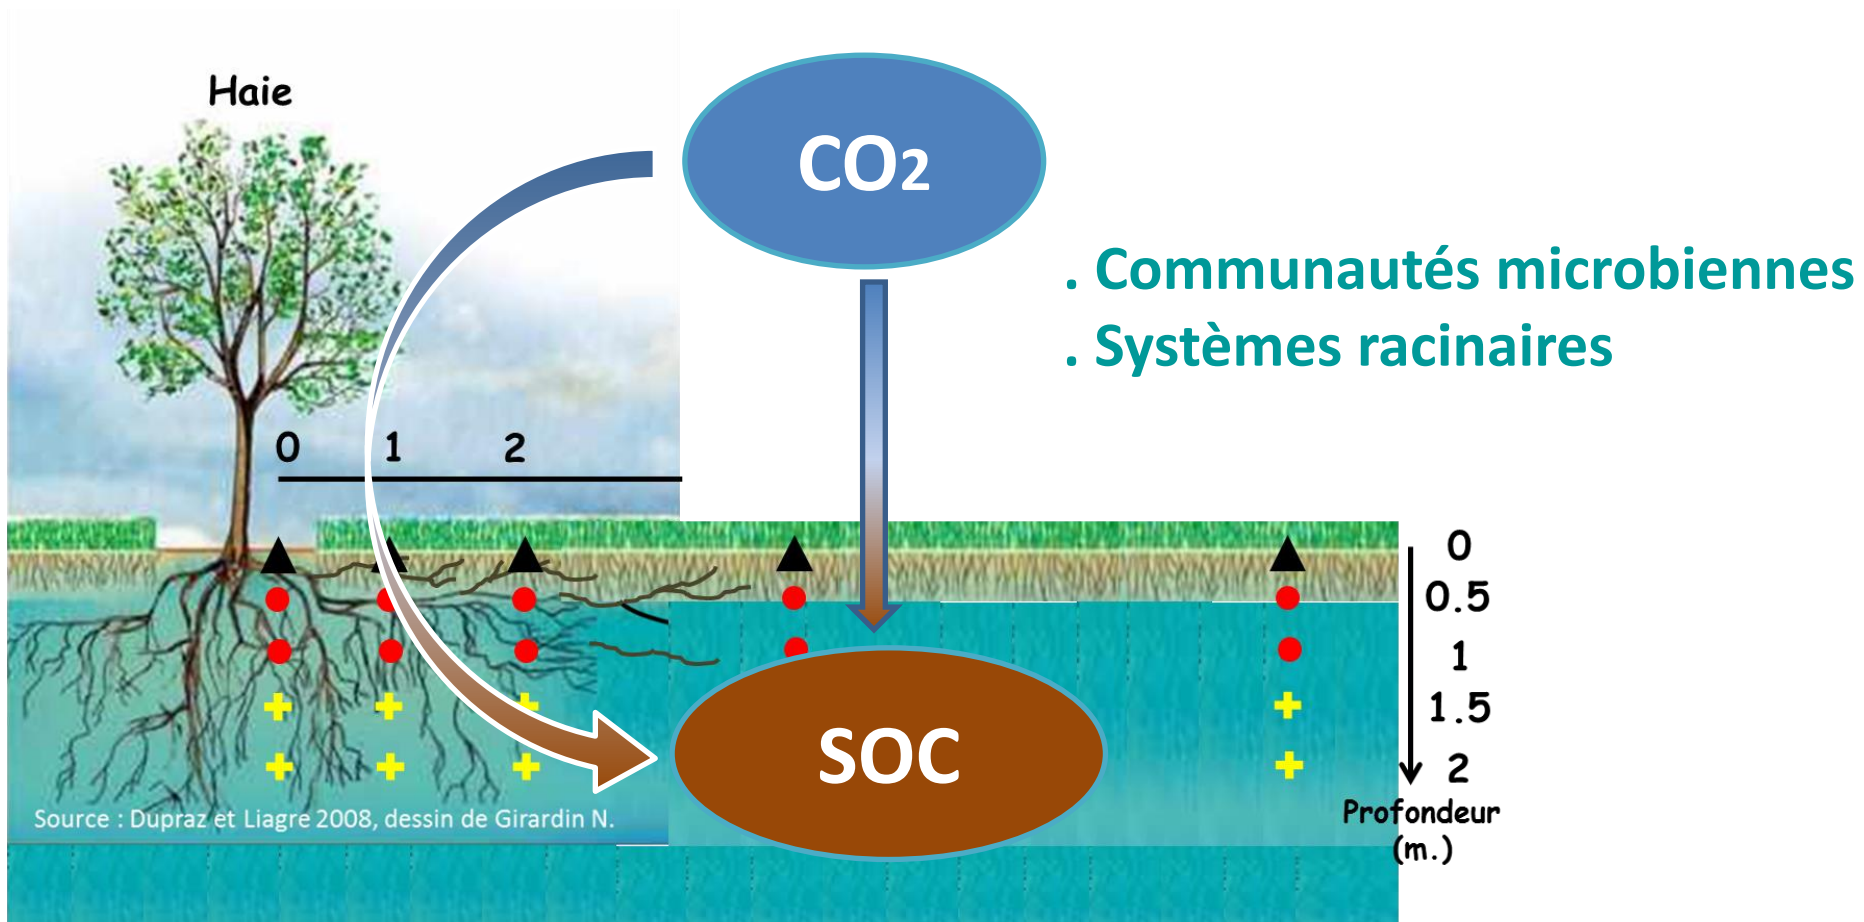 Haie
CO2
. Communautés microbiennes
. Systèmes racinaires
0 1 2
0
0.5
1
1.5
2
Profondeur
(m.)
SOC
Source : Dupraz et Liagre 2008, dessin de Girardin N.